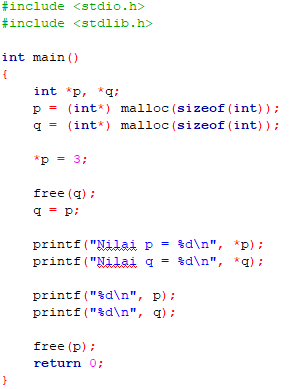 #include <stdio.h>
#include <stdlib.h>
int main()
{
int *p, *q;
p = (int*) malloc(sizeof(int));
q = (int*) malloc(sizeof(int));
*p = 3;
free(q);
q = p;
printf("Nilai p = %d\n", *p);
printf("Nilai q = %d\n", *q);
printf("%d\n", p);
printf("%d\n", q);
free(p);
return 0;
}